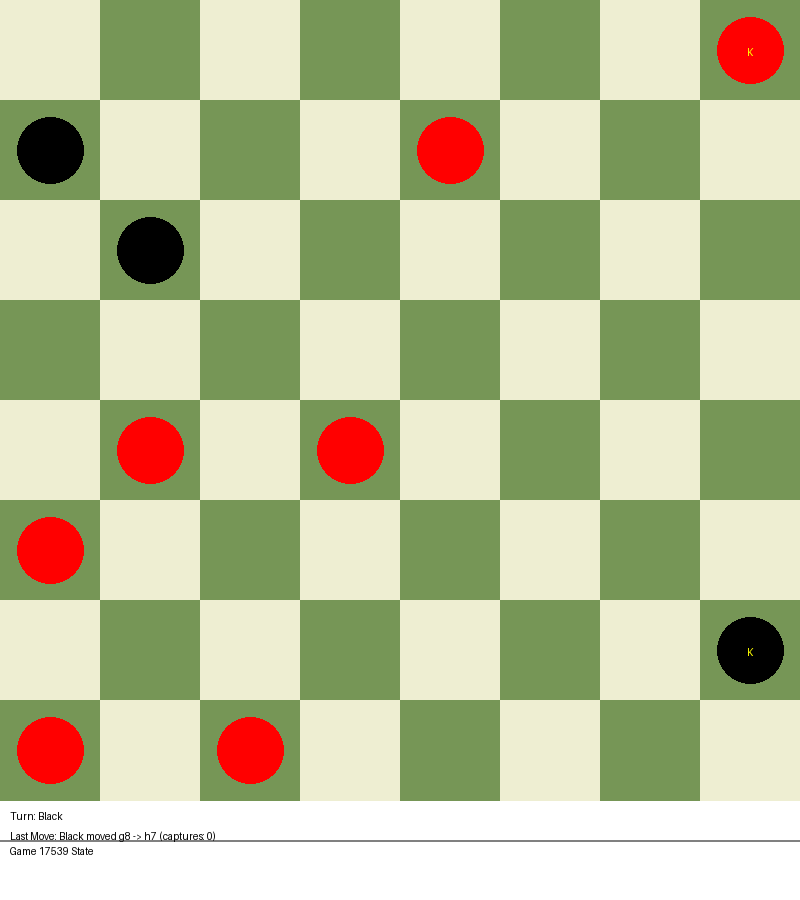 K
K
Turn: Black
Last Move: Black moved g8 -> h7 (captures: 0)
Game 17539 State